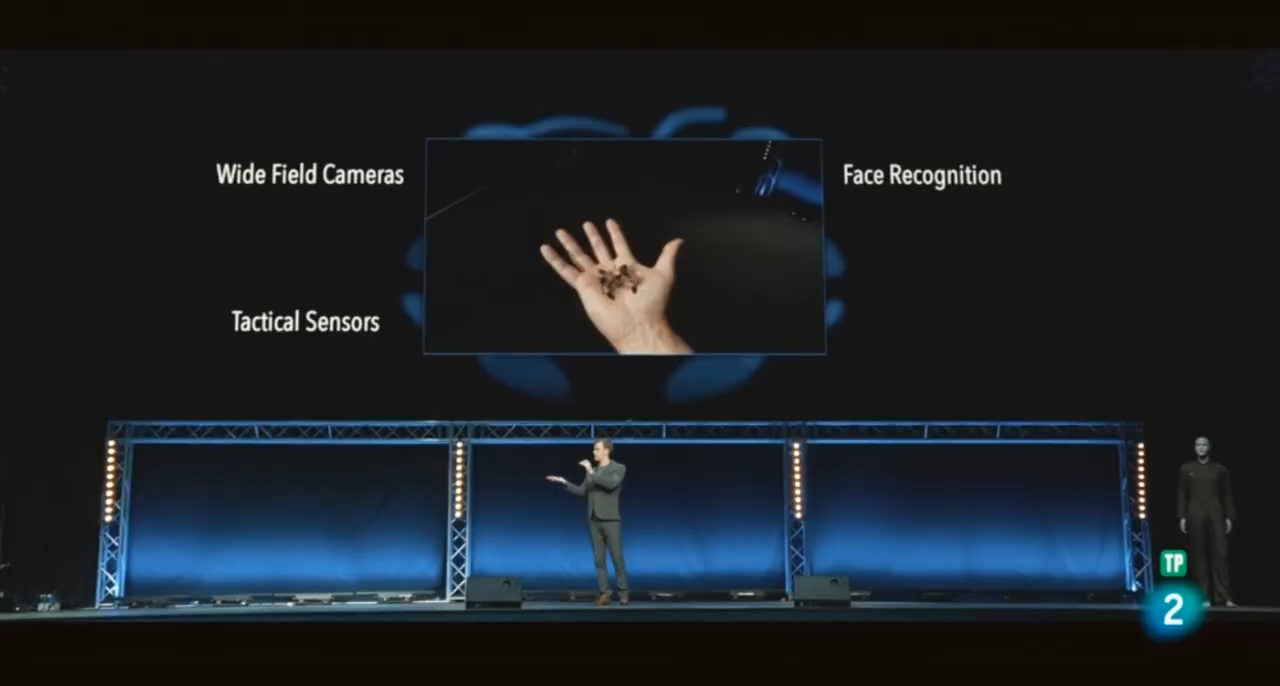 Wide Field Cameras
Face Recognition
Tactical Sensors
TP
2